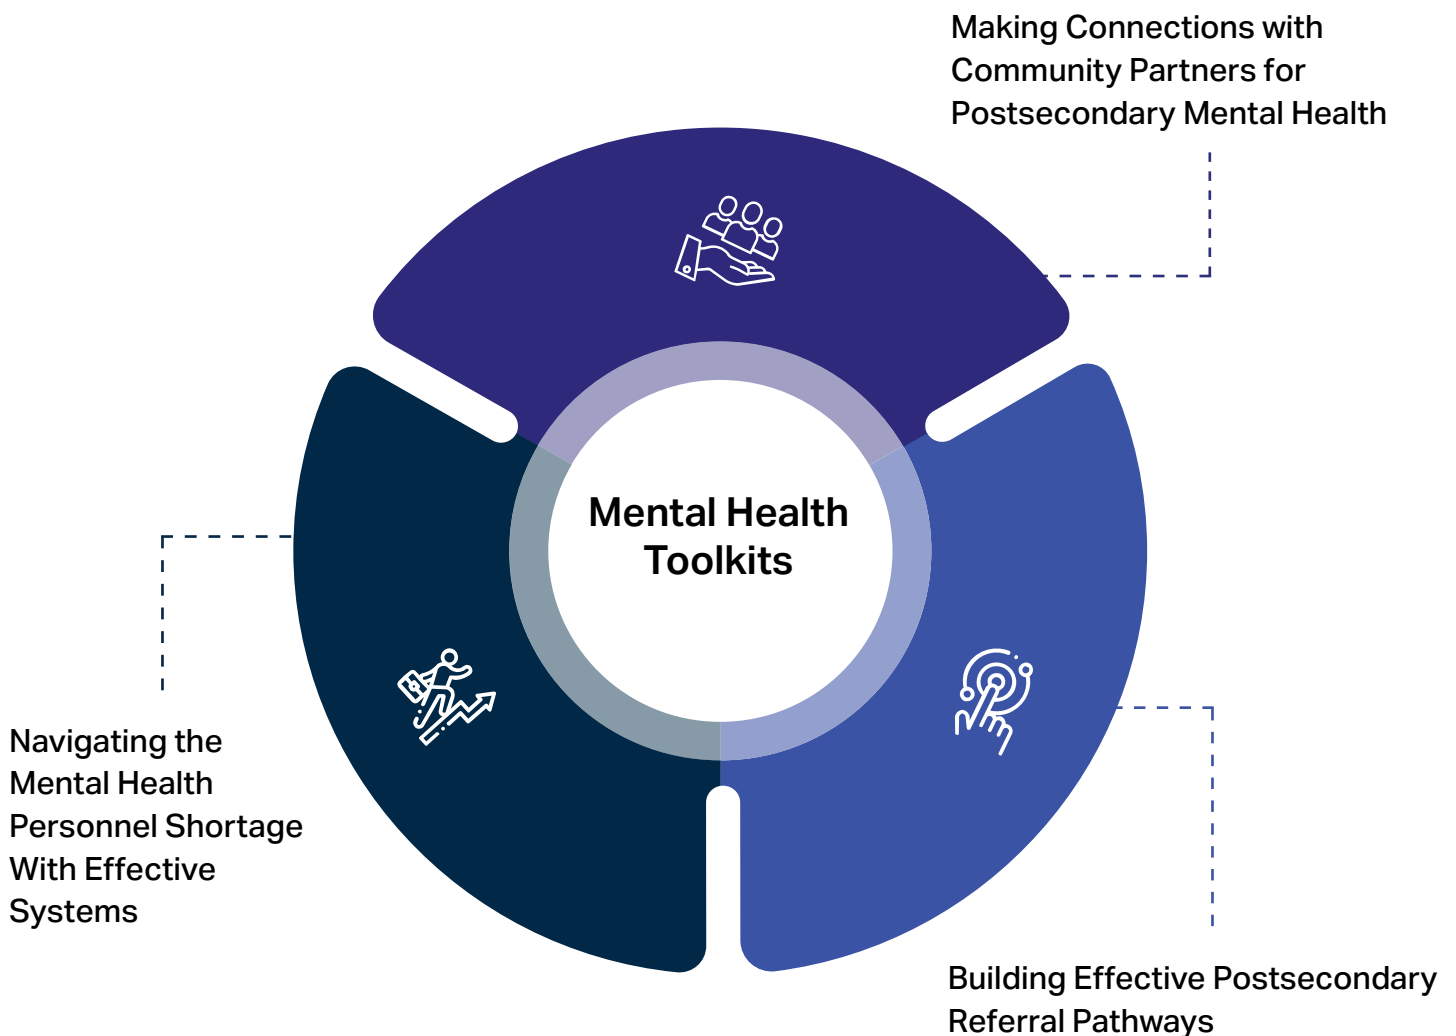 Making Connections with
Community Partners for
Postsecondary Mental Health
Mental Health
Toolkits
Navigating the
Mental Health
Personnel Shortage
With Effective
Systems
Building Effective Postsecondary
Referral Pathways